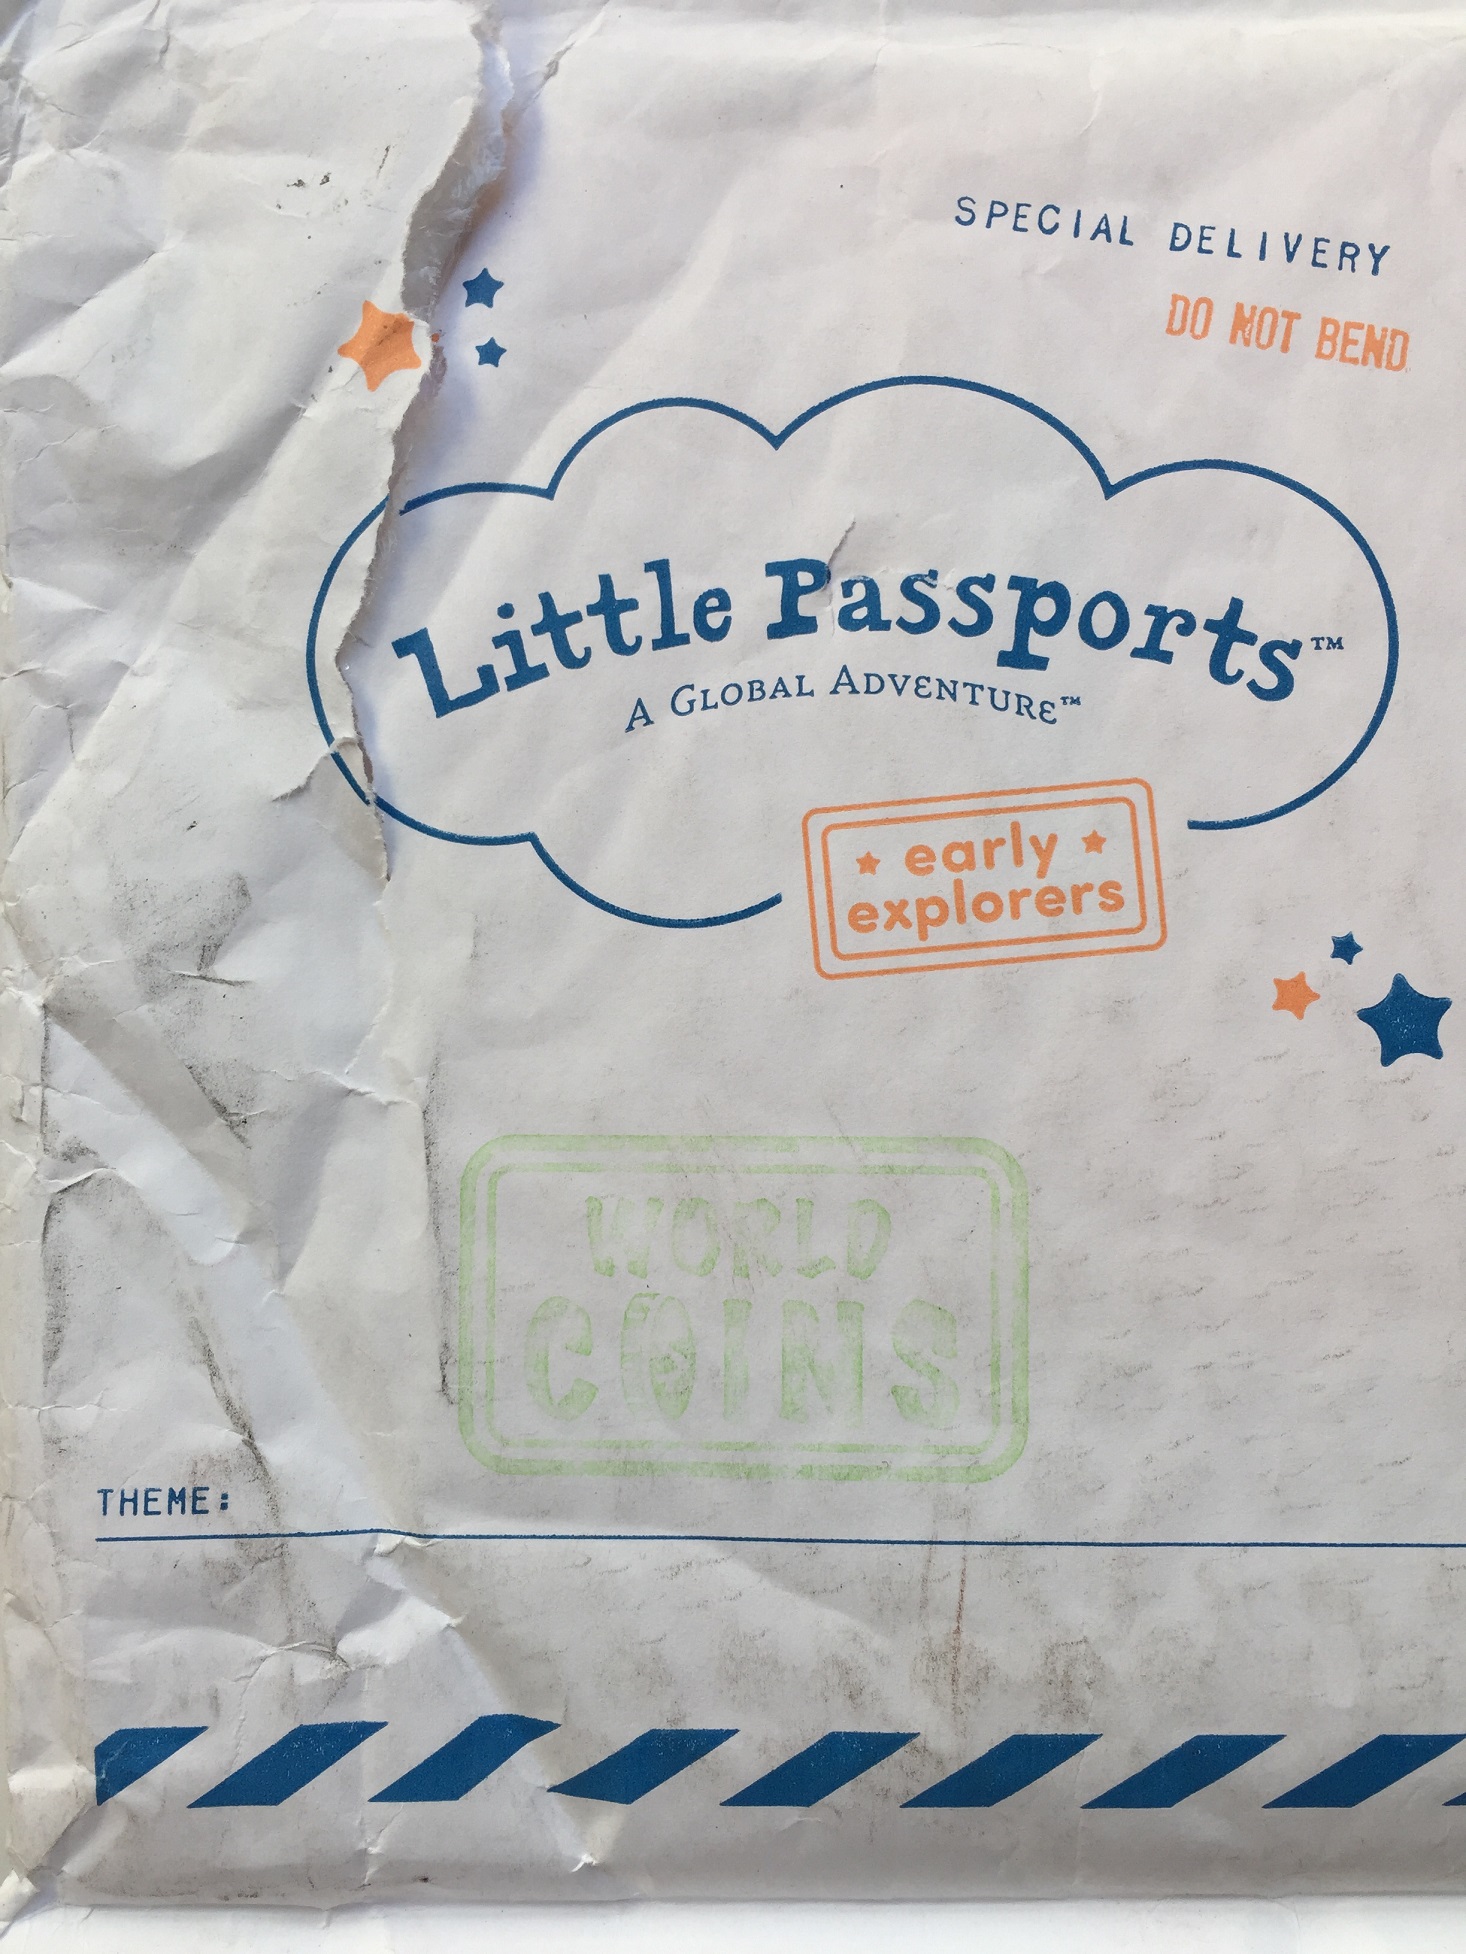 SPECIAL DELIVERY
DO NOT BEND
Little Passports™
A GLOBAL ADVENTURE™
early
explorers
WORLD
COINS
THEME: